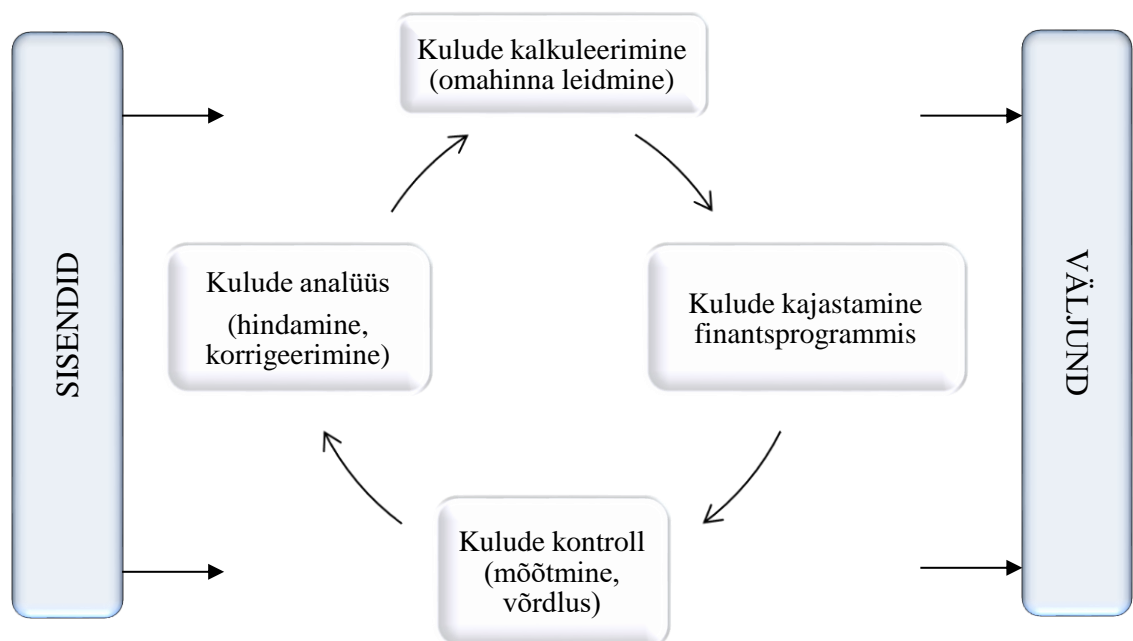 Kulude kalkuleerimine
(omahinna leidmine)
SISENDID
Kulude analüüs
(hindamine,
korrigeerimine)
Kulude kajastamine
finantsprogrammis
VÄLJUND
Kulude kontroll
(mõõtmine,
võrdlus)